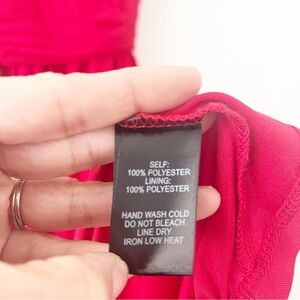 SELF:
100% POLYESTER
LINING:
100% POLYESTER
HAND WASH COLD
DO NOT BLEACH
LINE DRY
IRON LOW HEAT